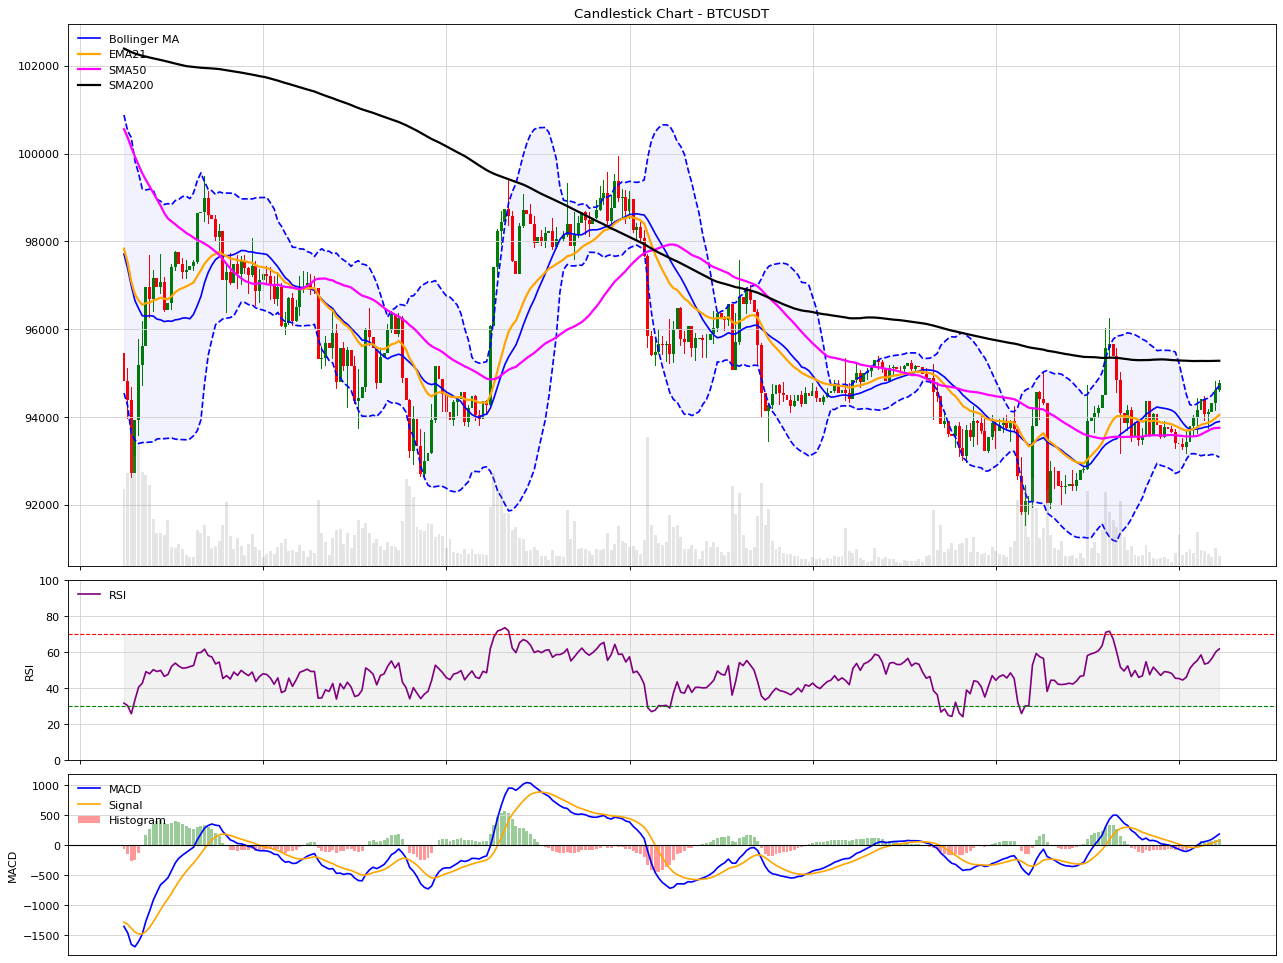 Candlestick Chart - BTCUSDT
Bollinger MA
EMA21
SMA50
SMA200
102000
100000
98000
96000
94000
92000
RSI
100
80
60
40
20
0
RSI
MACD
Signal
Histogram
1000
500
0
−500
−1000
−1500
MACD